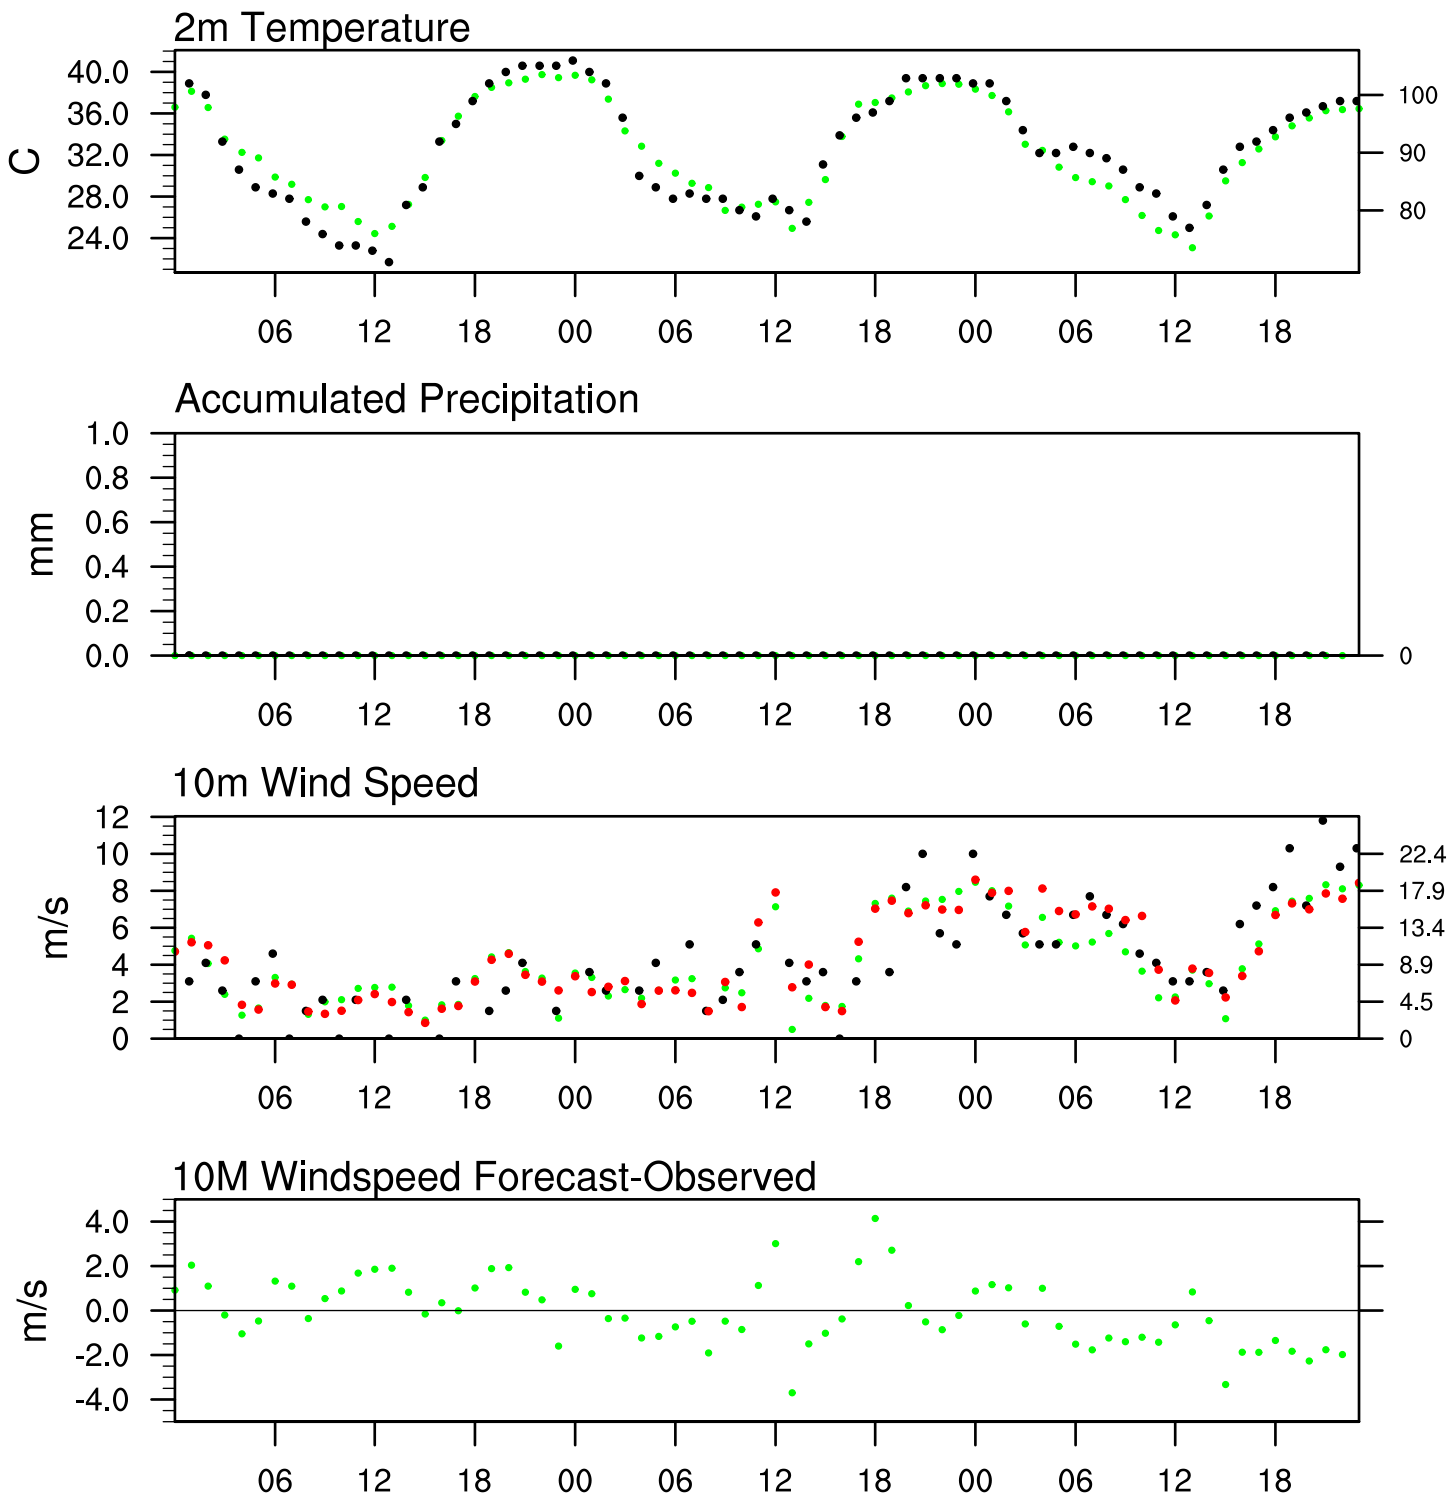 2m Temperature
40.0
36.0
32.0
28.0
24.0
C
100
90
80
06 12 18 00 06 12 18 00 06 12 18
Accumulated Precipitation
1.0
0.8
0.6
0.4
0.2
0.0
mm
0
06 12 18 00 06 12 18 00 06 12 18
10m Wind Speed
12
10
8
6
4
2
0
m/s
22.4
17.9
13.4
8.9
4.5
0
06 12 18 00 06 12 18 00 06 12 18
10M Windspeed Forecast-Observed
4.0
2.0
0.0
-2.0
-4.0
m/s
06 12 18 00 06 12 18 00 06 12 18